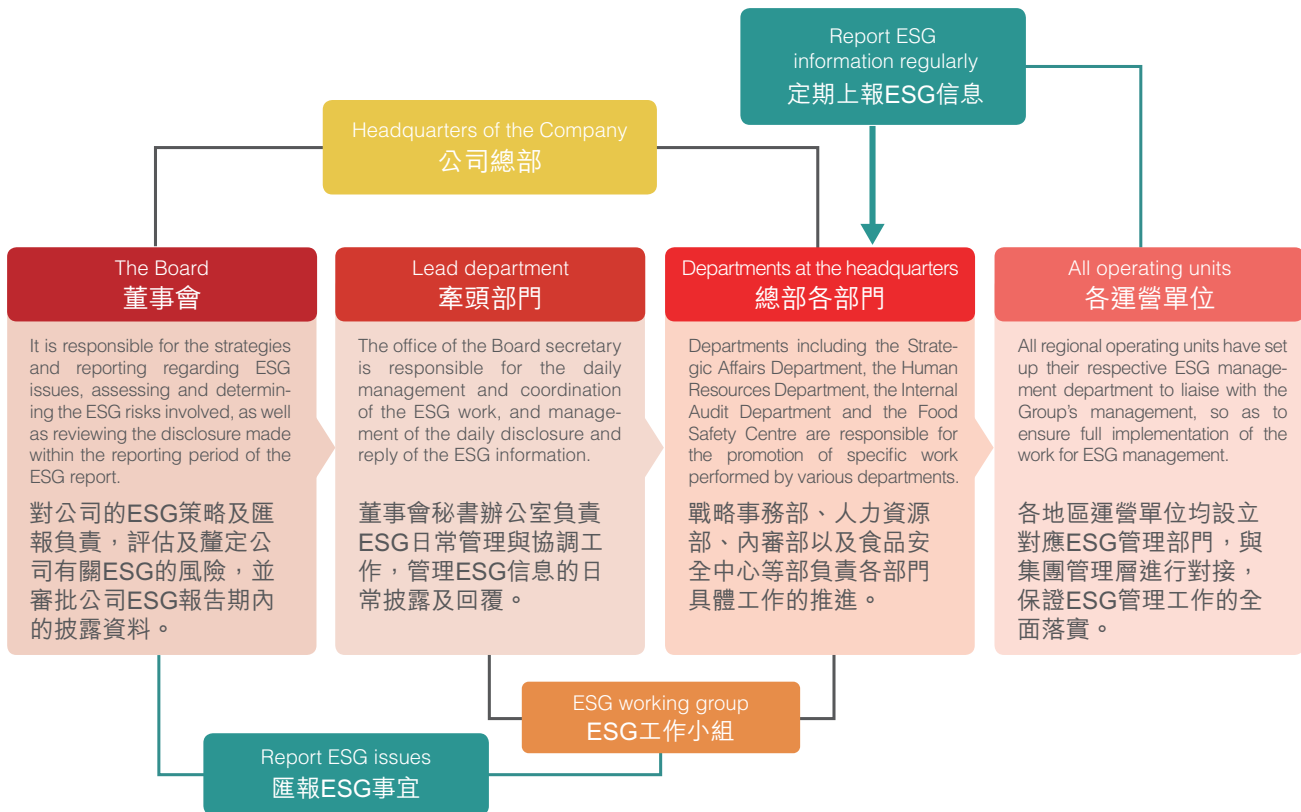 Report ESG
information regularly
定期上報ESG信息
Headquarters of the Company
公司總部
The Board
董事會
It is responsible for the strategies
and reporting regarding ESG
issues, assessing and determin-
ing the ESG risks involved, as well
as reviewing the disclosure made
within the reporting period of the
ESG report.
對公司的ESG策略及匯
報負責，評估及釐定公
司有關ESG的風險，並
審批公司ESG報告期內
的披露資料。
Lead department
牽頭部門
The office of the Board secretary
is responsible for the daily
management and coordination
of the ESG work, and manage-
ment of the daily disclosure and
reply of the ESG information.
董事會秘書辦公室負責
ESG日常管理與協調工
作，管理ESG信息的日
常披露及回覆。
Departments at the headquarters
總部各部門
Departments including the Strate-
gic Affairs Department, the Human
Resources Department, the Internal
Audit Department and the Food
Safety Centre are responsible for
the promotion of specific work
performed by various departments.
戰略事務部、人力資源
部、內審部以及食品安
全中心等部負責各部門
具體工作的推進。
All operating units
各運營單位
All regional operating units have set
up their respective ESG manage-
ment department to liaise with the
Group's management, so as to
ensure full implementation of the
work for ESG management.
各地區運營單位均設立
對應ESG管理部門，與
集團管理層進行對接，
保證ESG管理工作的全
面落實。
ESG working group
ESG工作小組
Report ESG issues
匯報ESG事宜